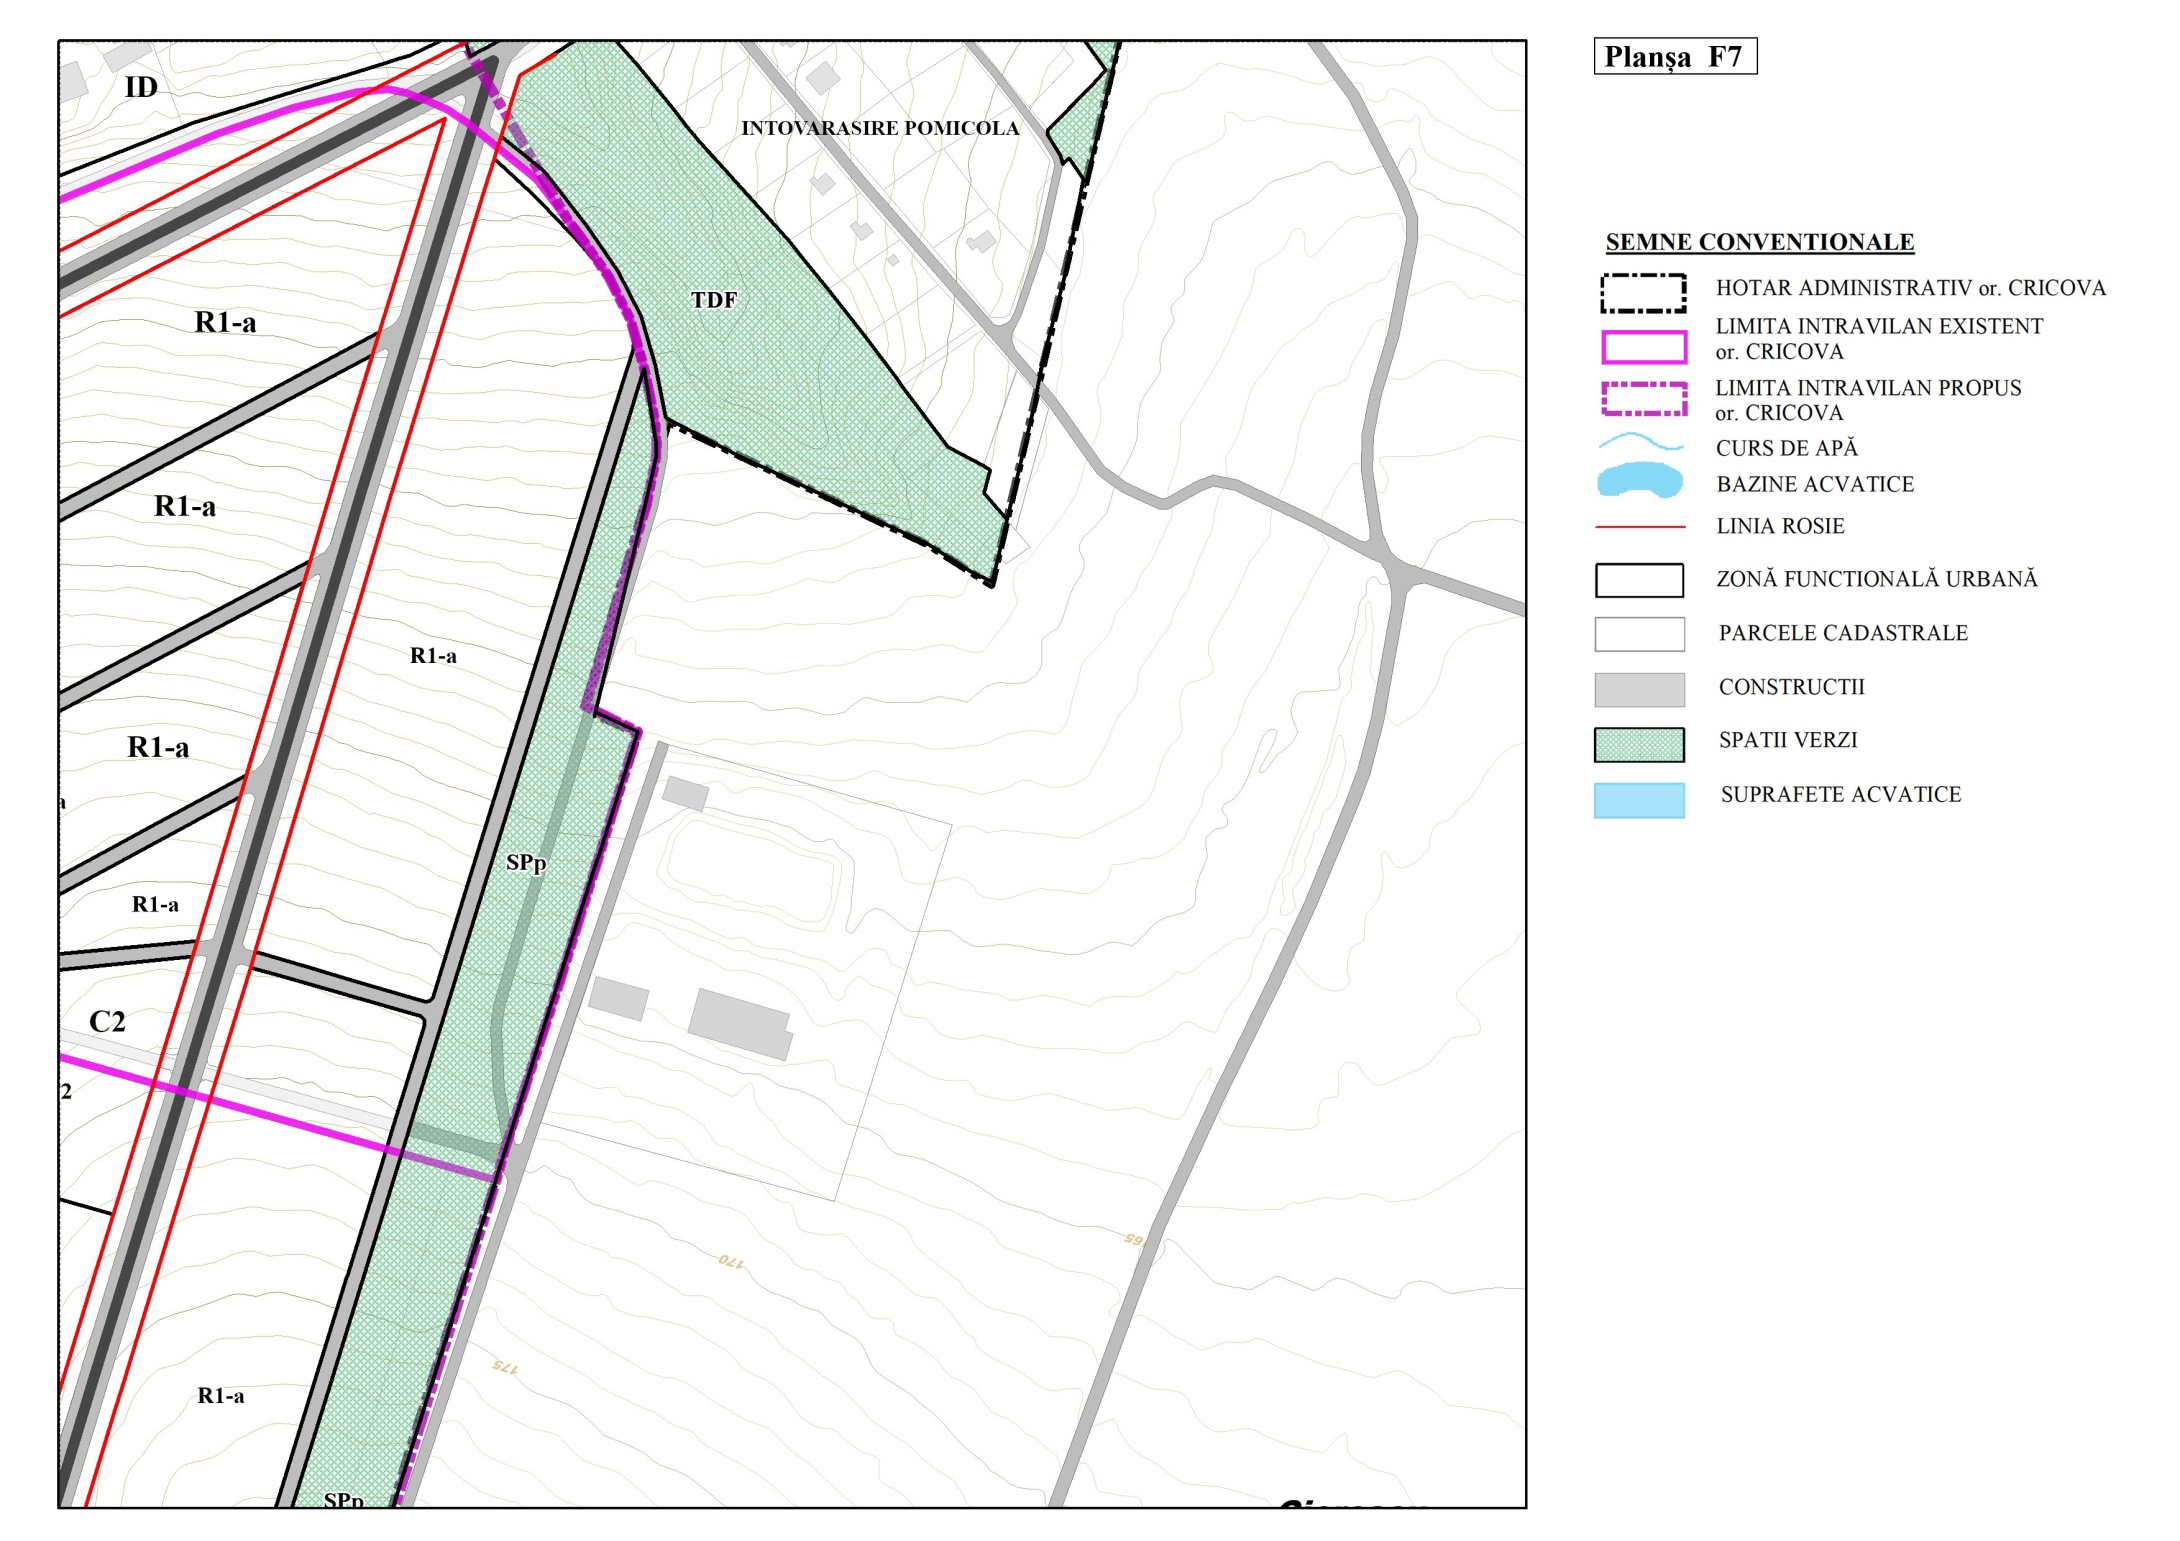 Planșa F7
ID
INTOVARASIRE POMICOLA
TDF
R1-a
R1-a
R1-a
R1-a
R1-a
SPp
C2
2
R1-a
SPp
165
170
175
SEMNE CONVENTIONALE
HOTAR ADMINISTRATIV or. CRICOVA
LIMITA INTRAVILAN EXISTENT
or. CRICOVA
LIMITA INTRAVILAN PROPUS
or. CRICOVA
CURS DE APĂ
BAZINE ACVATICE
LINIA ROSIE
ZONĂ FUNCTIONALĂ URBANĂ
PARCELE CADASTRALE
CONSTRUCTII
SPATII VERZI
SUPRAFETE ACVATICE